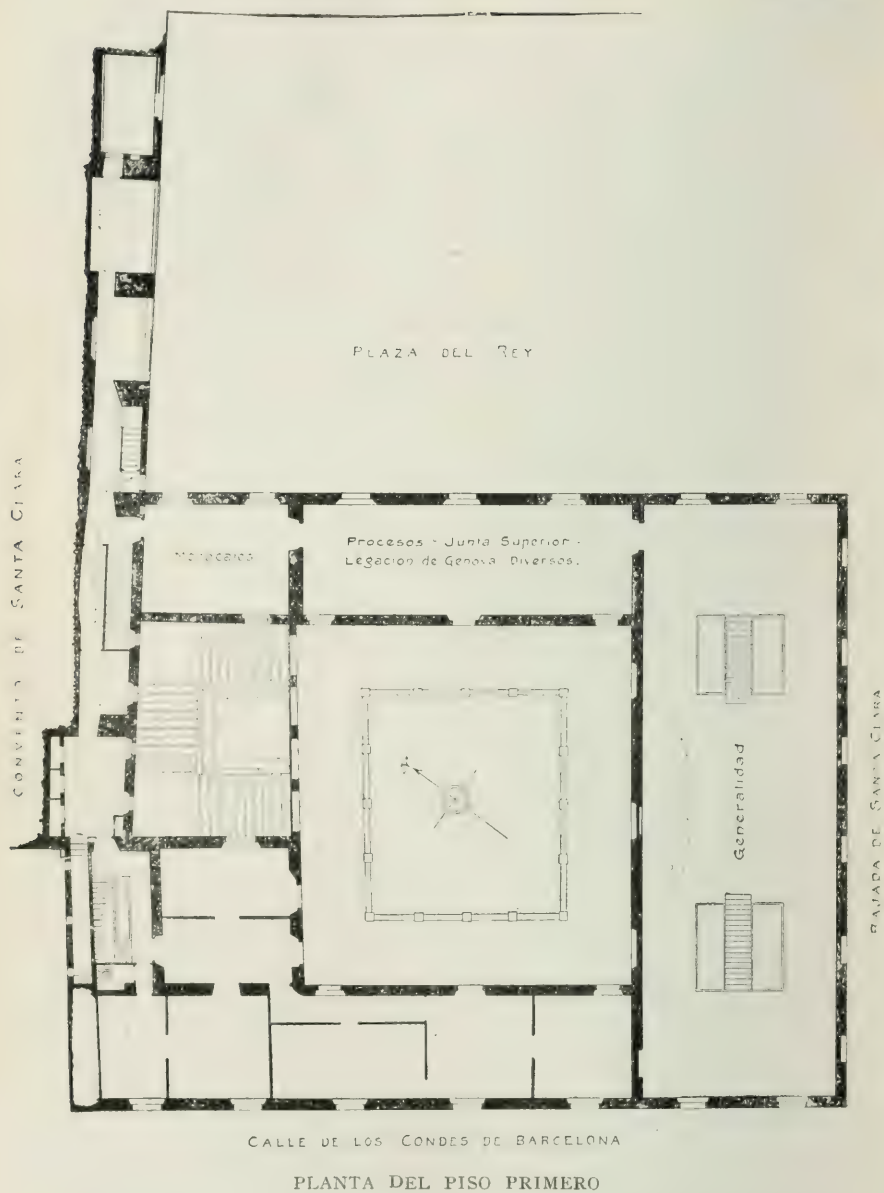 PLAZA DEL REY
CONVENTO DE SANTA CLARA
Procesos - Junta Superior -
Legacion de Genova Diversos.
Generalidad
BAJADA DE SANTA CLARA
CALLE DE LOS CONDES DE BARCELONA
PLANTA DEL PISO PRIMERO